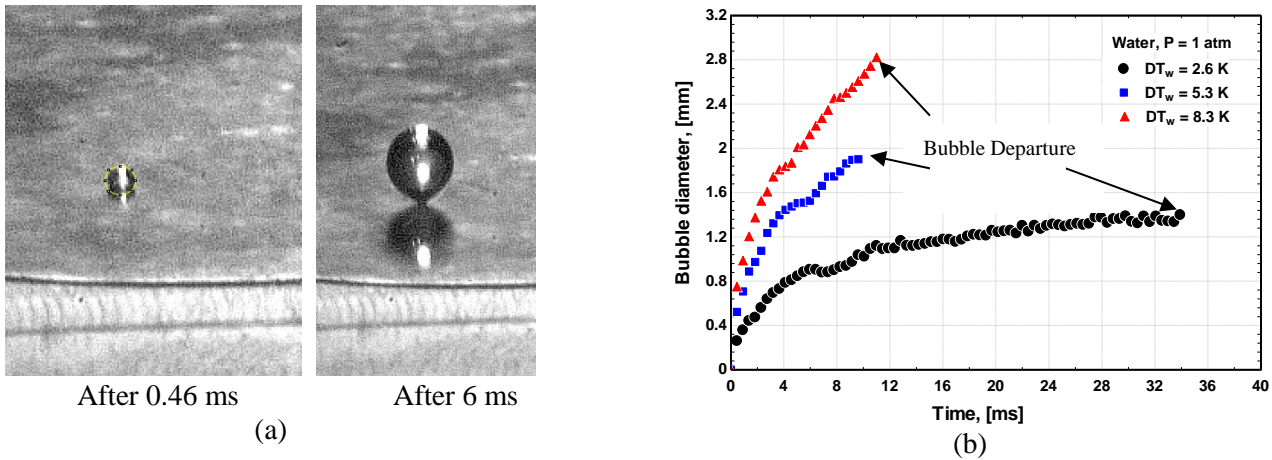 After 0.46 ms
After 6 ms
(a)
Bubble diameter, [mm]
3.2
2.8
2.4
2
1.6
1.2
0.8
0.4
0
Water, P = 1 atm
DTw = 2.6 K
DTw = 5.3 K
DTw = 8.3 K
Bubble Departure
0 4 8 12 16 20 24 28 32 36 40
Time, [ms]
(b)